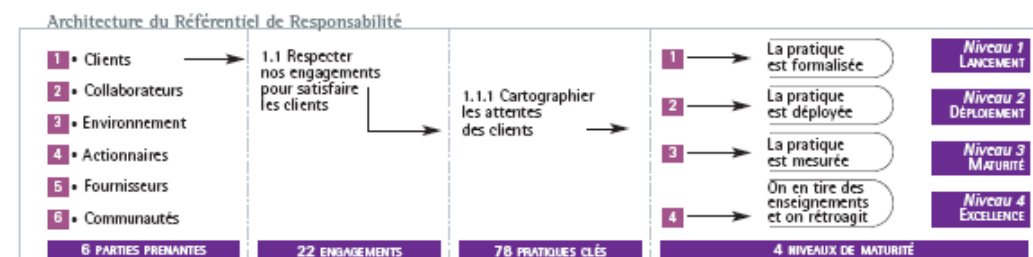 Architecture du Référentiel de Responsabilité
1 • Clients
2 • Collaborateurs
3 • Environnement
4 • Actionnaires
5 • Fournisseurs
6 • Communautés
6 PARTIES PRENANTES
1.1 Respecter
nos engagements
pour satisfaire
les clients
22 ENGAGEMENTS
1.1.1 Cartographier
les attentes
des clients
78 PRATIQUES CLÉS
1
La pratique
est formalisée
Niveau 1
LANCEMENT
2
La pratique
est déployée
Niveau 2
DÉPLOIEMENT
3
La pratique
est mesurée
Niveau 3
MATURITÉ
4
On en tire des
enseignements
et on rétroagit
Niveau 4
EXCELLENCE
4 NIVEAUX DE MATURITÉ